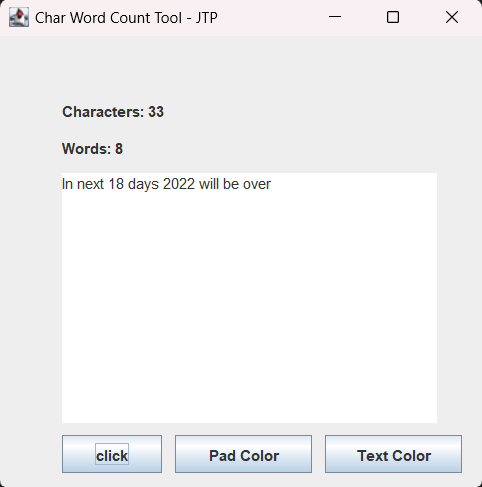 Char Word Count Tool - JTP
Characters: 33
Words: 8
In next 18 days 2022 will be over
click
Pad Color
Text Color